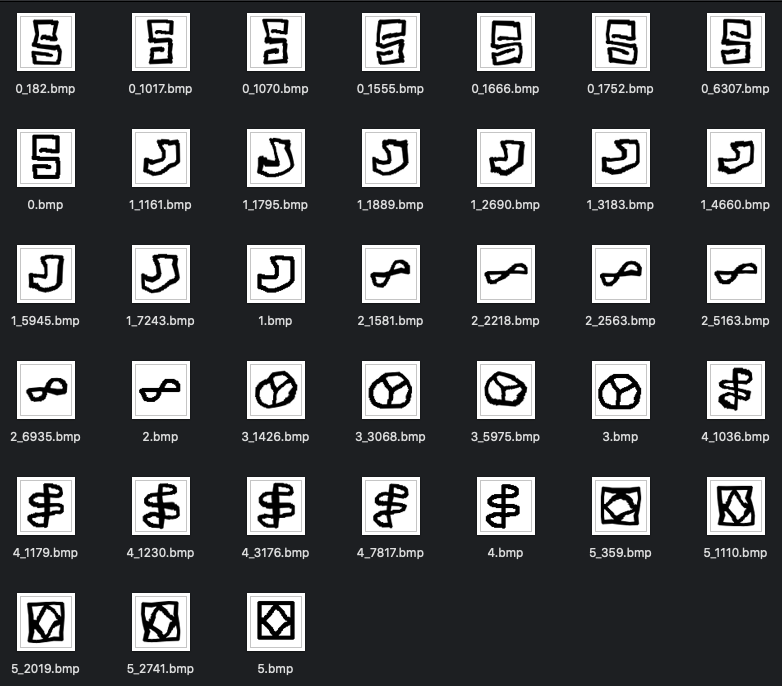 0_182.bmp 0_1017.bmp 0_1070.bmp 0_1555.bmp 0_1666.bmp 0_1752.bmp 0_6307.bmp
0.bmp 1_1161.bmp 1_1795.bmp 1_1889.bmp 1_2690.bmp 1_3183.bmp 1_4660.bmp
1_5945.bmp 1_7243.bmp 1.bmp 2_1581.bmp 2_2218.bmp 2_2563.bmp 2_5163.bmp
2_6935.bmp 2.bmp 3_1426.bmp 3_3068.bmp 3_5975.bmp 3.bmp 4_1036.bmp
4_1179.bmp 4_1230.bmp 4_3176.bmp 4_7817.bmp 4.bmp 5_359.bmp 5_1110.bmp
5_2019.bmp 5_2741.bmp 5.bmp